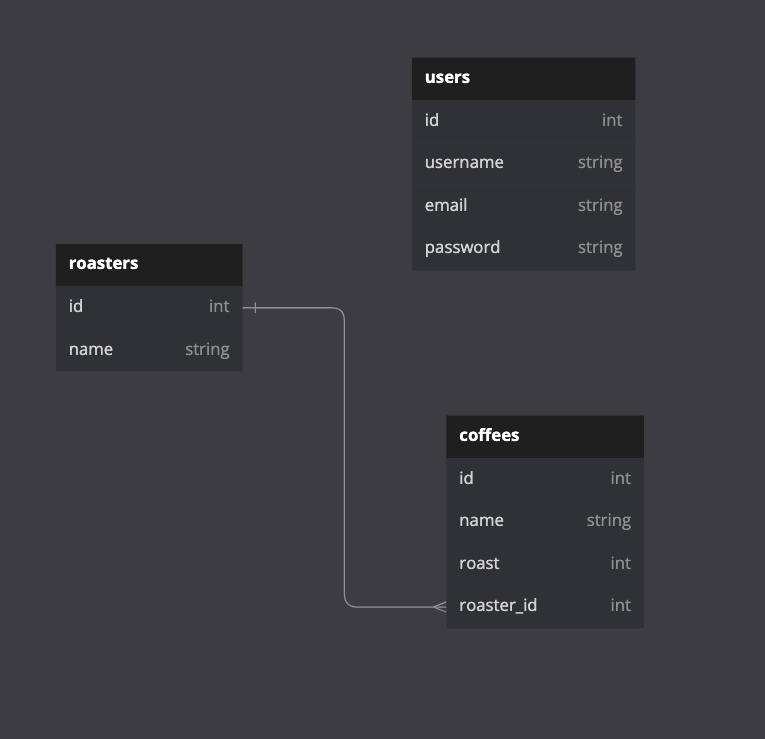 users
id int
username string
email string
password string
roasters
id int
name string
coffees
id int
name string
roast int
roaster_id int